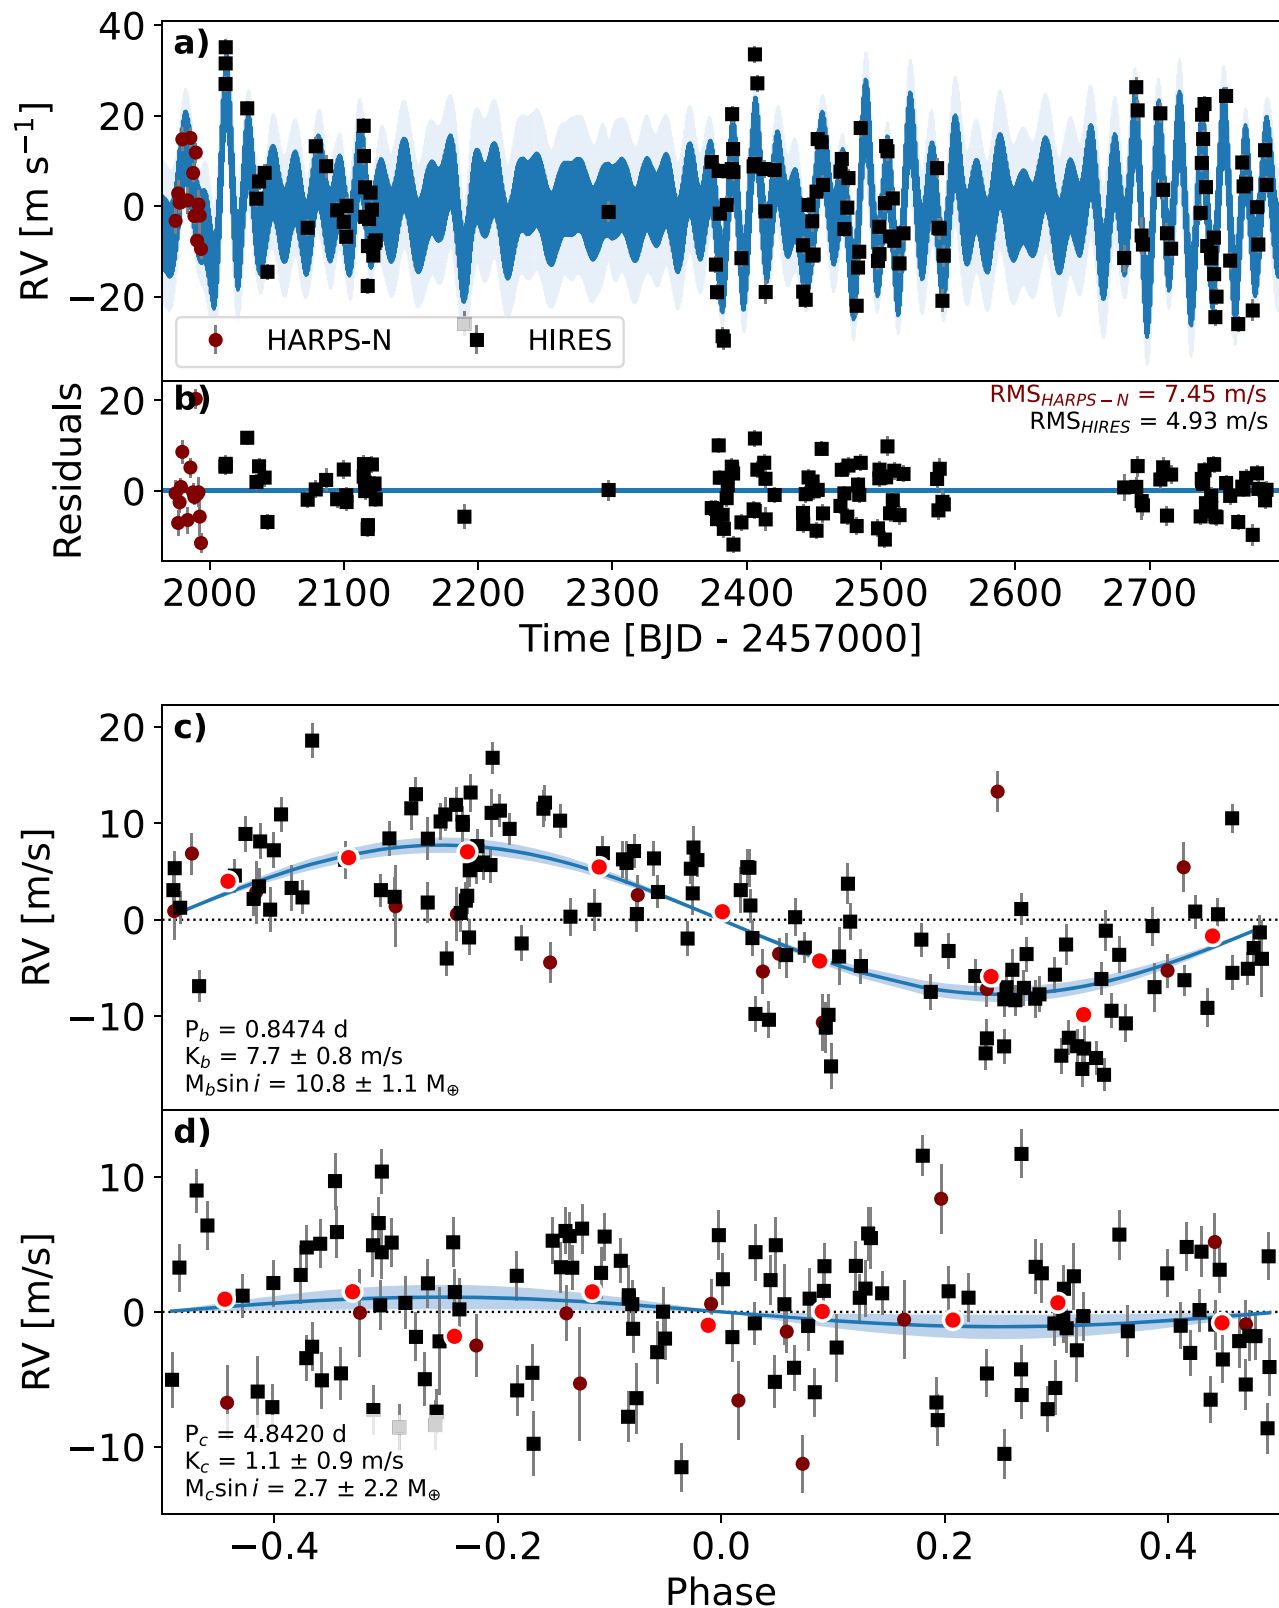 a)
40
20
0
−20
RV [m s⁻¹]
HARPS-N HIRES
b)
20
0
Residuals
RMS_HARPS−N = 7.45 m/s
RMS_HIRES = 4.93 m/s
2000 2100 2200 2300 2400 2500 2600 2700
Time [BJD - 2457000]
c)
20
10
0
−10
RV [m/s]
P_b = 0.8474 d
K_b = 7.7 ± 0.8 m/s
M_b sin i = 10.8 ± 1.1 M_⊕
d)
10
0
−10
RV [m/s]
P_c = 4.8420 d
K_c = 1.1 ± 0.9 m/s
M_c sin i = 2.7 ± 2.2 M_⊕
−0.4 −0.2 0.0 0.2 0.4
Phase